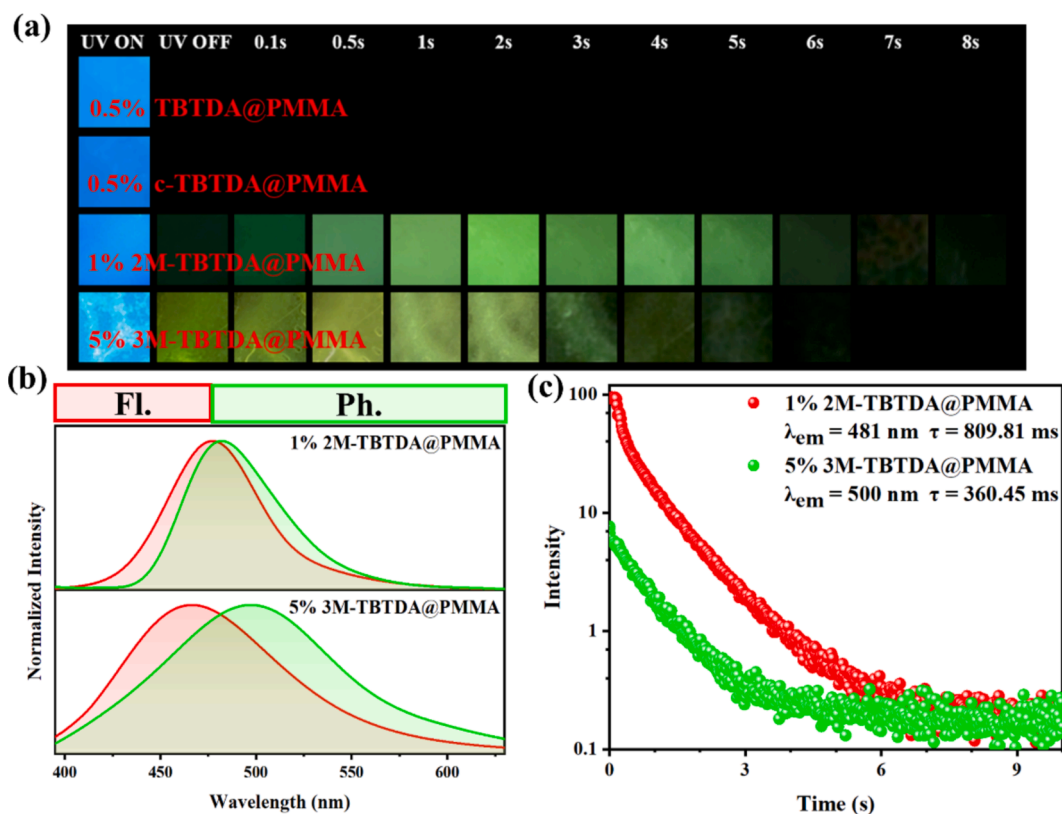 (a)
UV ON UV OFF 0.1s 0.5s 1s 2s 3s 4s 5s 6s 7s 8s
0.5% TBTDA@PMMA
0.5% c-TBTDA@PMMA
1% 2M-TBTDA@PMMA
5% 3M-TBTDA@PMMA
(b)
Fl. Ph.
1% 2M-TBTDA@PMMA
5% 3M-TBTDA@PMMA
Normalized Intensity
400 450 500 550 600
Wavelength (nm)
(c)
1% 2M-TBTDA@PMMA
λem = 481 nm τ = 809.81 ms
5% 3M-TBTDA@PMMA
λem = 500 nm τ = 360.45 ms
Intensity
100
10
1
0.1
0 3 6 9
Time (s)